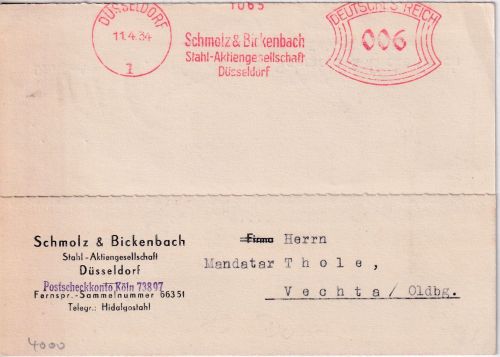 DÜSSELDORF
11.4.34
1
1065
Schmolz & Bickenbach
Stahl-Aktiengesellschaft
Düsseldorf
DEUTSCHES REICH
006
Schmolz & Bickenbach
Stahl-Aktiengesellschaft
Düsseldorf
Postscheckkonto Köln 73897
Fernspr.-Sammelnummer 66351
Telegr.: Hidalgostahl
Firma Herrn
Mandatar Thole,
Vechta/Oldbg.
4000